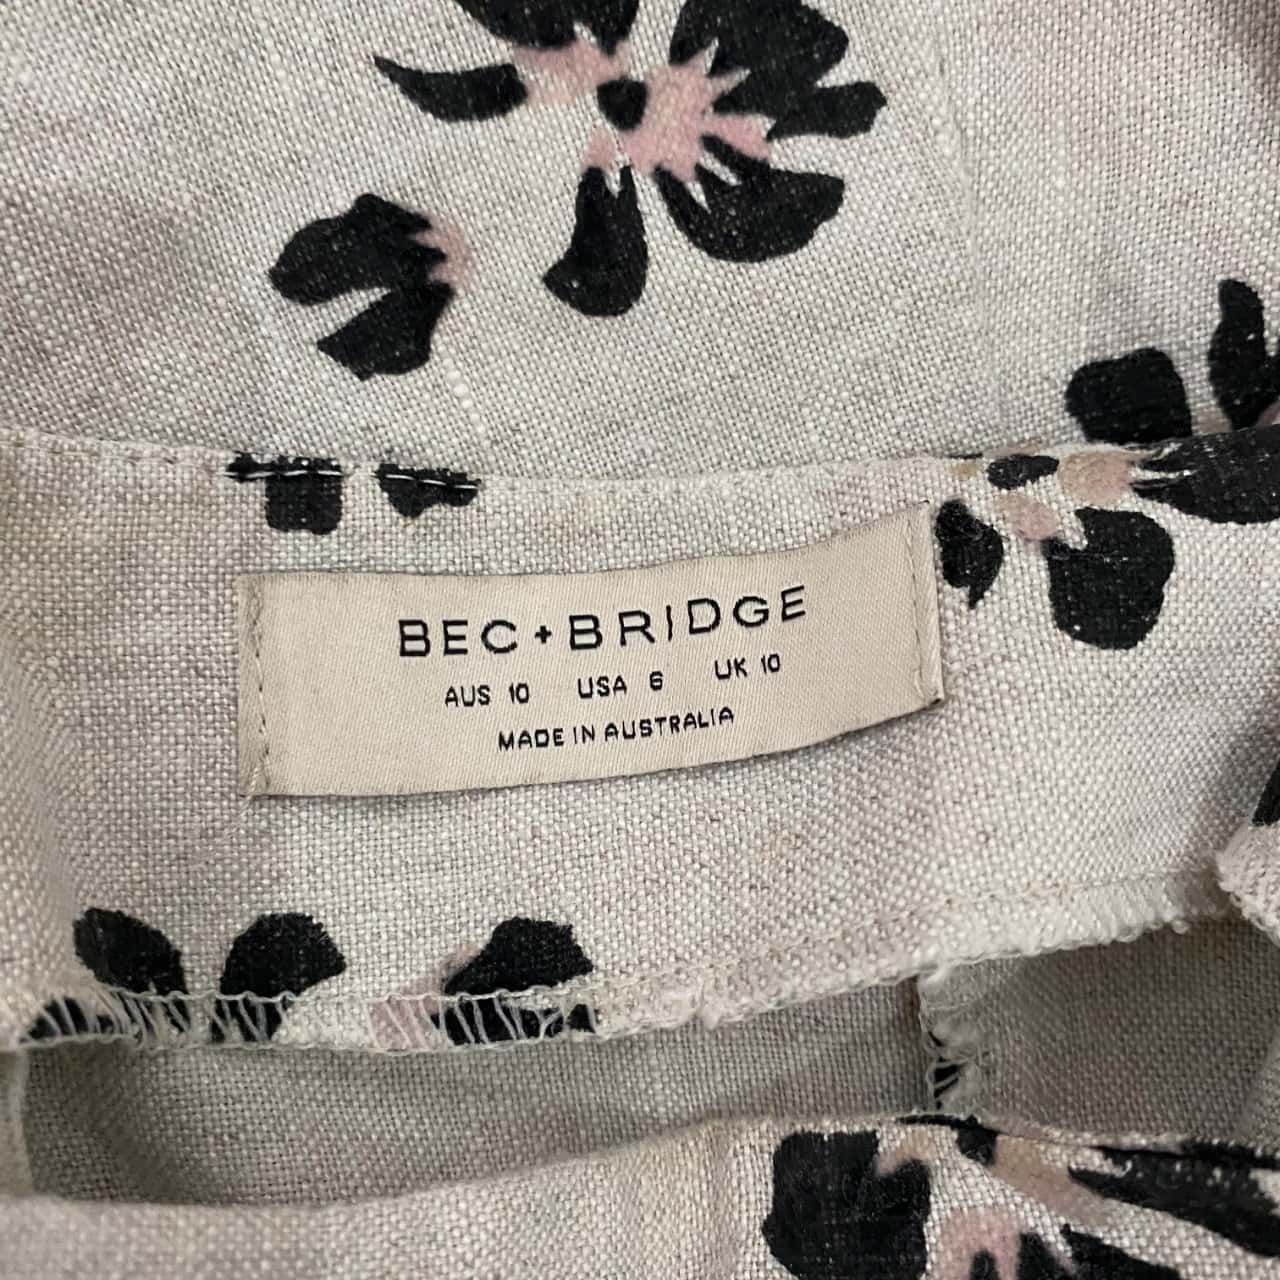 BEC+BRIDGE
AUS 10 USA 6 UK 10
MADE IN AUSTRALIA